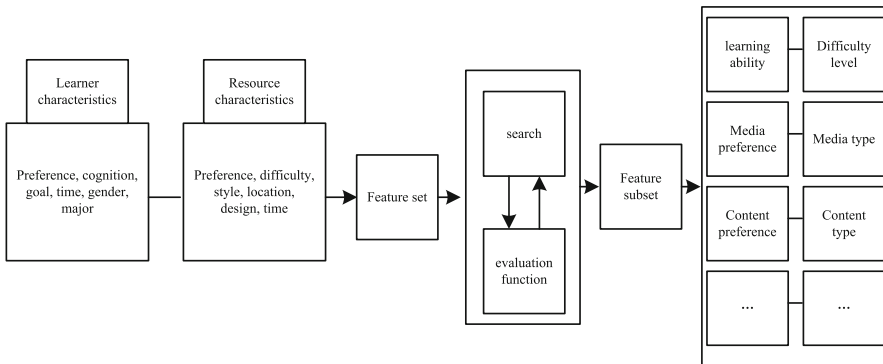 Learner
characteristics
Preference, cognition,
goal, time, gender,
major
Resource
characteristics
Preference, difficulty,
style, location,
design, time
Feature set
search
evaluation
function
Feature
subset
learning
ability
Difficulty
level
Media
preference
Media type
Content
preference
Content
type
...
...